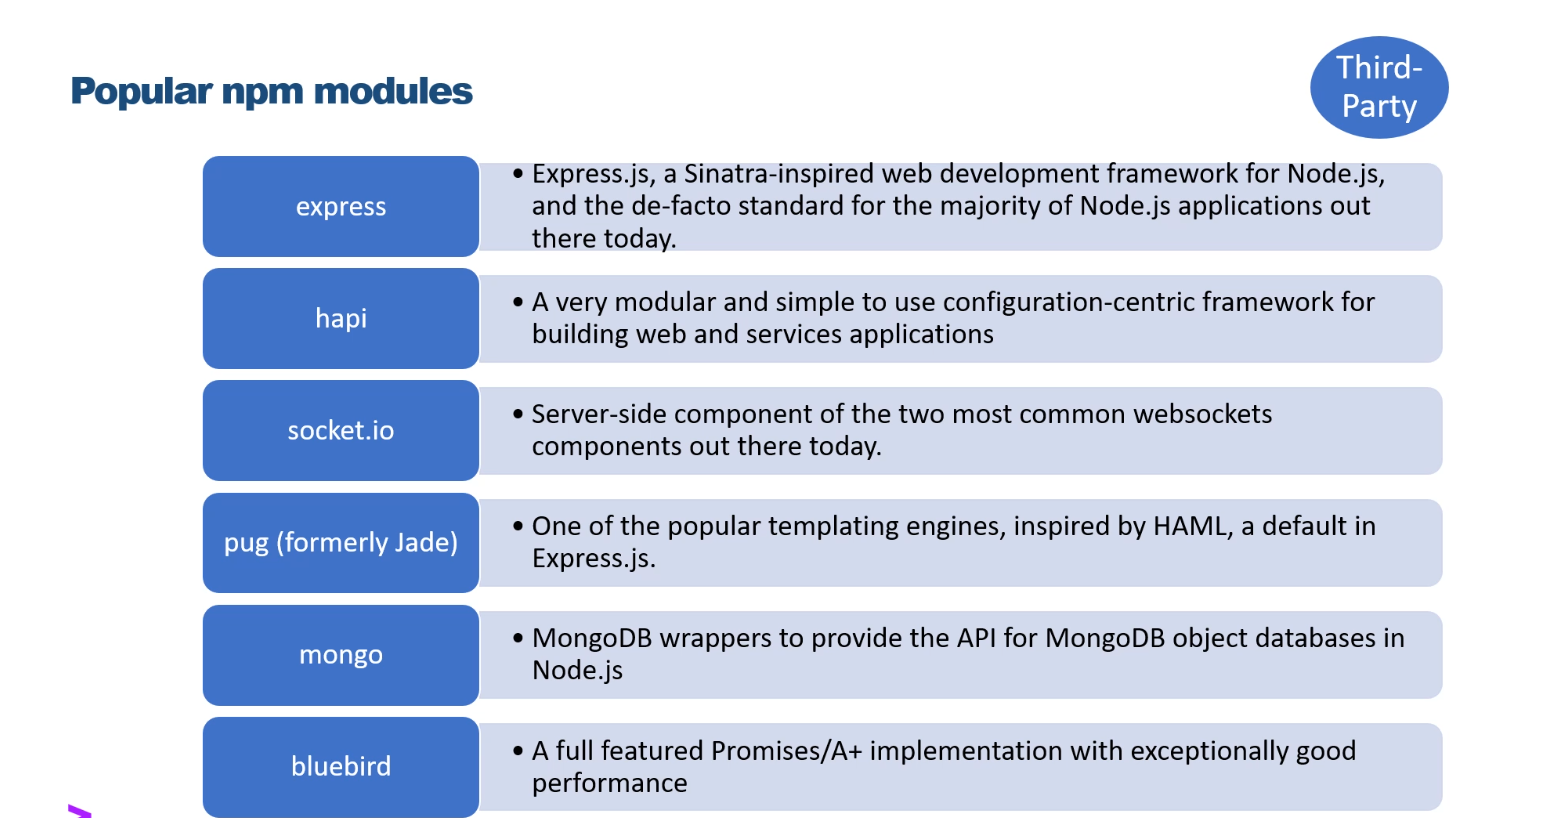 Popular npm modules
Third-
Party
express
• Express.js, a Sinatra-inspired web development framework for Node.js,
and the de-facto standard for the majority of Node.js applications out
there today.
hapi
• A very modular and simple to use configuration-centric framework for
building web and services applications
socket.io
• Server-side component of the two most common websockets
components out there today.
pug (formerly Jade)
• One of the popular templating engines, inspired by HAML, a default in
Express.js.
mongo
• MongoDB wrappers to provide the API for MongoDB object databases in
Node.js
bluebird
• A full featured Promises/A+ implementation with exceptionally good
performance